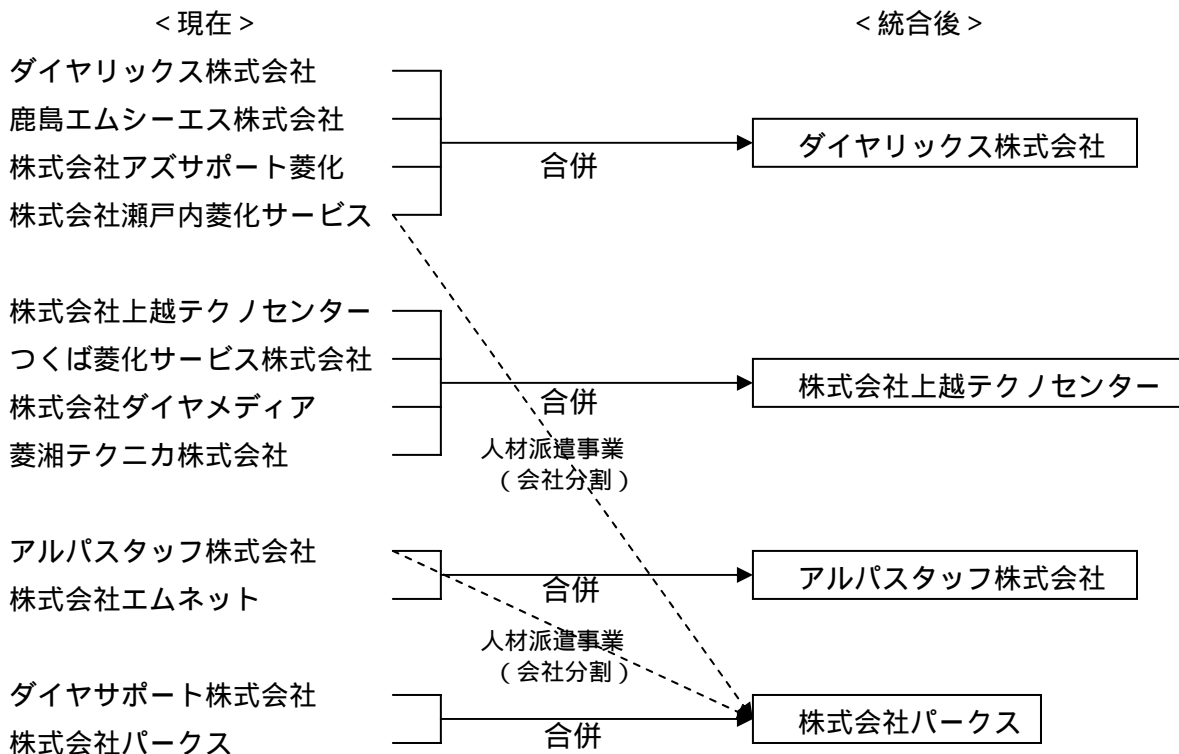 <現在>
<統合後>
ダイヤリックス株式会社
鹿島エムシーエス株式会社
株式会社アズサポート菱化
株式会社瀬戸内菱化サービス
合併
ダイヤリックス株式会社
株式会社上越テクノセンター
つくば菱化サービス株式会社
株式会社ダイヤメディア
菱湘テクニカ株式会社
合併
株式会社上越テクノセンター
人材派遣事業
(会社分割)
アルパスタッフ株式会社
株式会社エムネット
合併
アルパスタッフ株式会社
人材派遣事業
(会社分割)
ダイヤサポート株式会社
株式会社パークス
合併
株式会社パークス